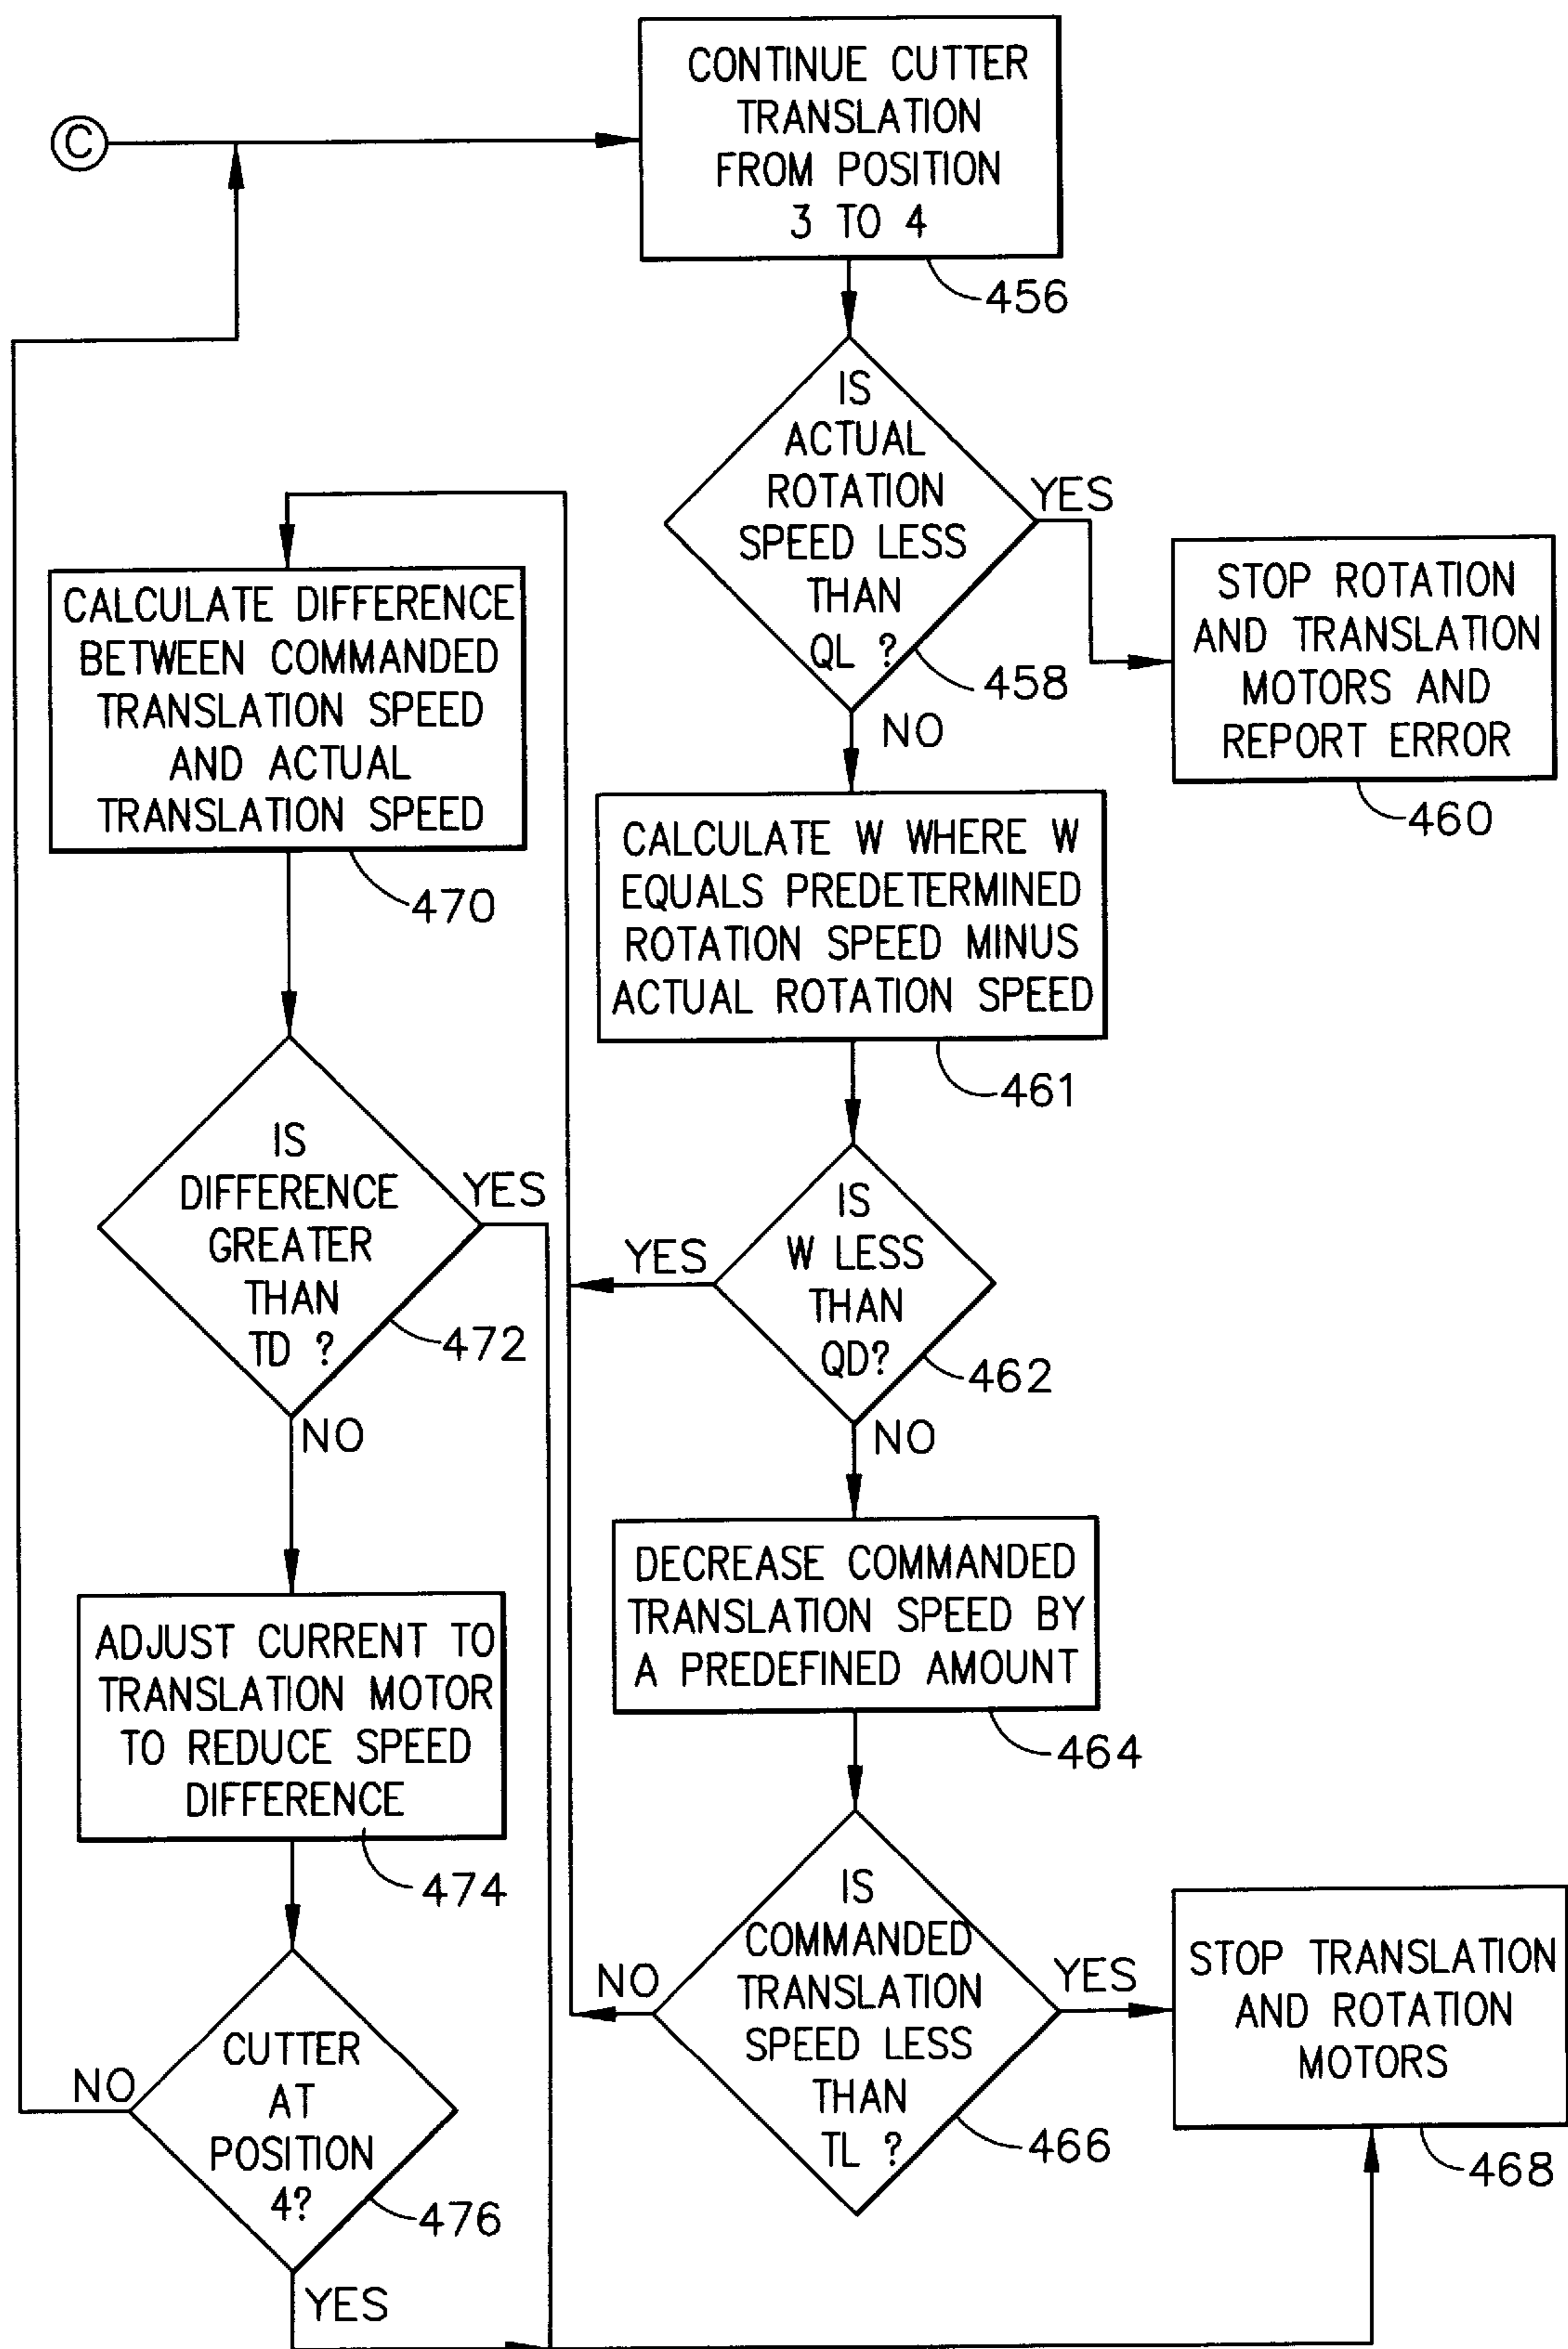 C
CONTINUE CUTTER
TRANSLATION
FROM POSITION
3 TO 4
456
IS
ACTUAL
ROTATION
SPEED LESS
THAN
QL ?
458
YES
NO
STOP ROTATION
AND TRANSLATION
MOTORS AND
REPORT ERROR
460
CALCULATE W WHERE W
EQUALS PREDETERMINED
ROTATION SPEED MINUS
ACTUAL ROTATION SPEED
461
IS
W LESS
THAN
QD?
462
YES
NO
DECREASE COMMANDED
TRANSLATION SPEED BY
A PREDEFINED AMOUNT
464
IS
COMMANDED
TRANSLATION
SPEED LESS
THAN
TL ?
466
NO
YES
STOP TRANSLATION
AND ROTATION
MOTORS
468
CALCULATE DIFFERENCE
BETWEEN COMMANDED
TRANSLATION SPEED
AND ACTUAL
TRANSLATION SPEED
470
IS
DIFFERENCE
GREATER
THAN
TD ?
472
YES
NO
ADJUST CURRENT TO
TRANSLATION MOTOR
TO REDUCE SPEED
DIFFERENCE
474
CUTTER
AT
POSITION
4?
476
NO
YES